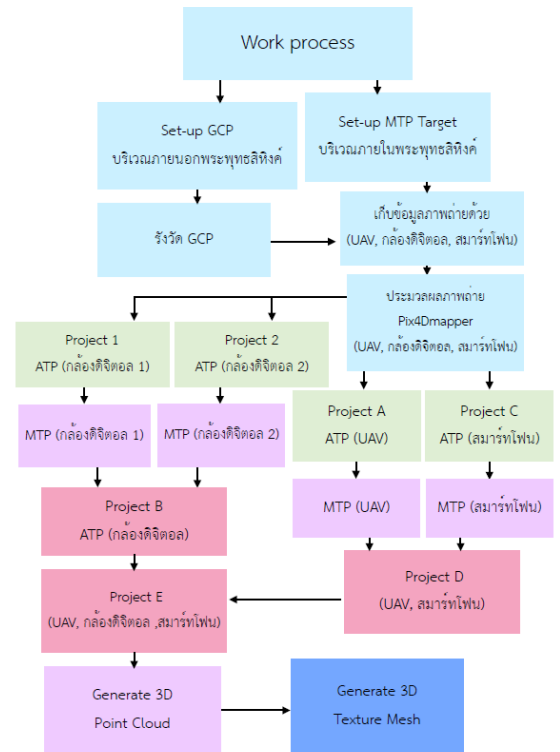 Work process
Set-up GCP
บริเวณภายนอกพระพุทธสิหิงค์
Set-up MTP Target
บริเวณภายในพระพุทธสิหิงค์
รังวัด GCP
เก็บข้อมูลภาพถ่ายด้วย
(UAV, กล้องดิจิตอล, สมาร์ทโฟน)
ประมวลผลภาพถ่าย
Pix4Dmapper
(UAV, กล้องดิจิตอล, สมาร์ทโฟน)
Project 1
ATP (กล้องดิจิตอล 1)
Project 2
ATP (กล้องดิจิตอล 2)
MTP (กล้องดิจิตอล 1)
MTP (กล้องดิจิตอล 2)
Project A
ATP (UAV)
Project C
ATP (สมาร์ทโฟน)
MTP (UAV)
MTP (สมาร์ทโฟน)
Project B
ATP (กล้องดิจิตอล)
Project D
(UAV, สมาร์ทโฟน)
Project E
(UAV, กล้องดิจิตอล ,สมาร์ทโฟน)
Generate 3D
Point Cloud
Generate 3D
Texture Mesh